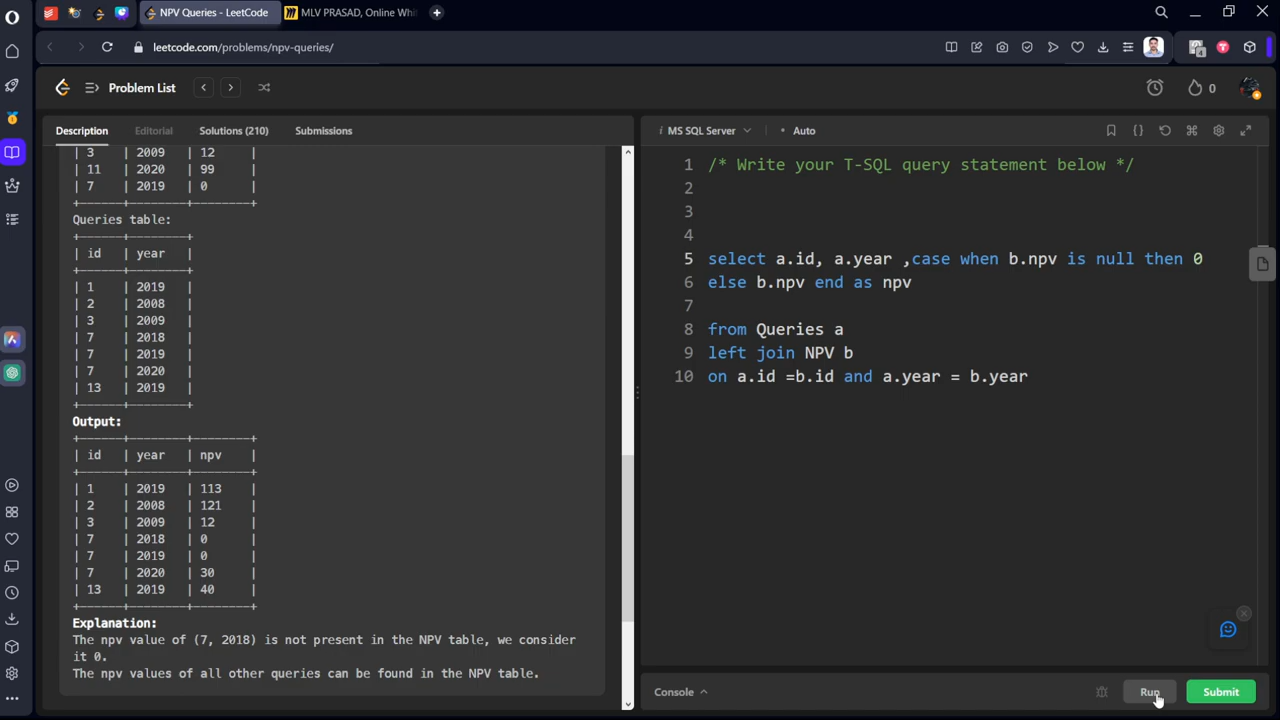 NPV Queries - LeetCode
MLV PRASAD, Online Whi
leetcode.com/problems/npv-queries/
4
Problem List
0
Description
Editorial
Solutions (210)
Submissions
| 3 | 2009 | 12 |
| 11 | 2020 | 99 |
| 7 | 2019 | 0 |
+------+--------+--------+
Queries table:
+------+--------+
| id | year |
+------+--------+
| 1 | 2019 |
| 2 | 2008 |
| 3 | 2009 |
| 7 | 2018 |
| 7 | 2019 |
| 7 | 2020 |
| 13 | 2019 |
+------+--------+
Output:
+------+--------+--------+
| id | year | npv |
+------+--------+--------+
| 1 | 2019 | 113 |
| 2 | 2008 | 121 |
| 3 | 2009 | 12 |
| 7 | 2018 | 0 |
| 7 | 2019 | 0 |
| 7 | 2020 | 30 |
| 13 | 2019 | 40 |
+------+--------+--------+
Explanation:
The npv value of (7, 2018) is not present in the NPV table, we consider
it 0.
The npv values of all other queries can be found in the NPV table.
i MS SQL Server
• Auto
1 /* Write your T-SQL query statement below */
2
3
4
5 select a.id, a.year ,case when b.npv is null then 0
6 else b.npv end as npv
7
8 from Queries a
9 left join NPV b
10 on a.id =b.id and a.year = b.year
Console
Run
Submit